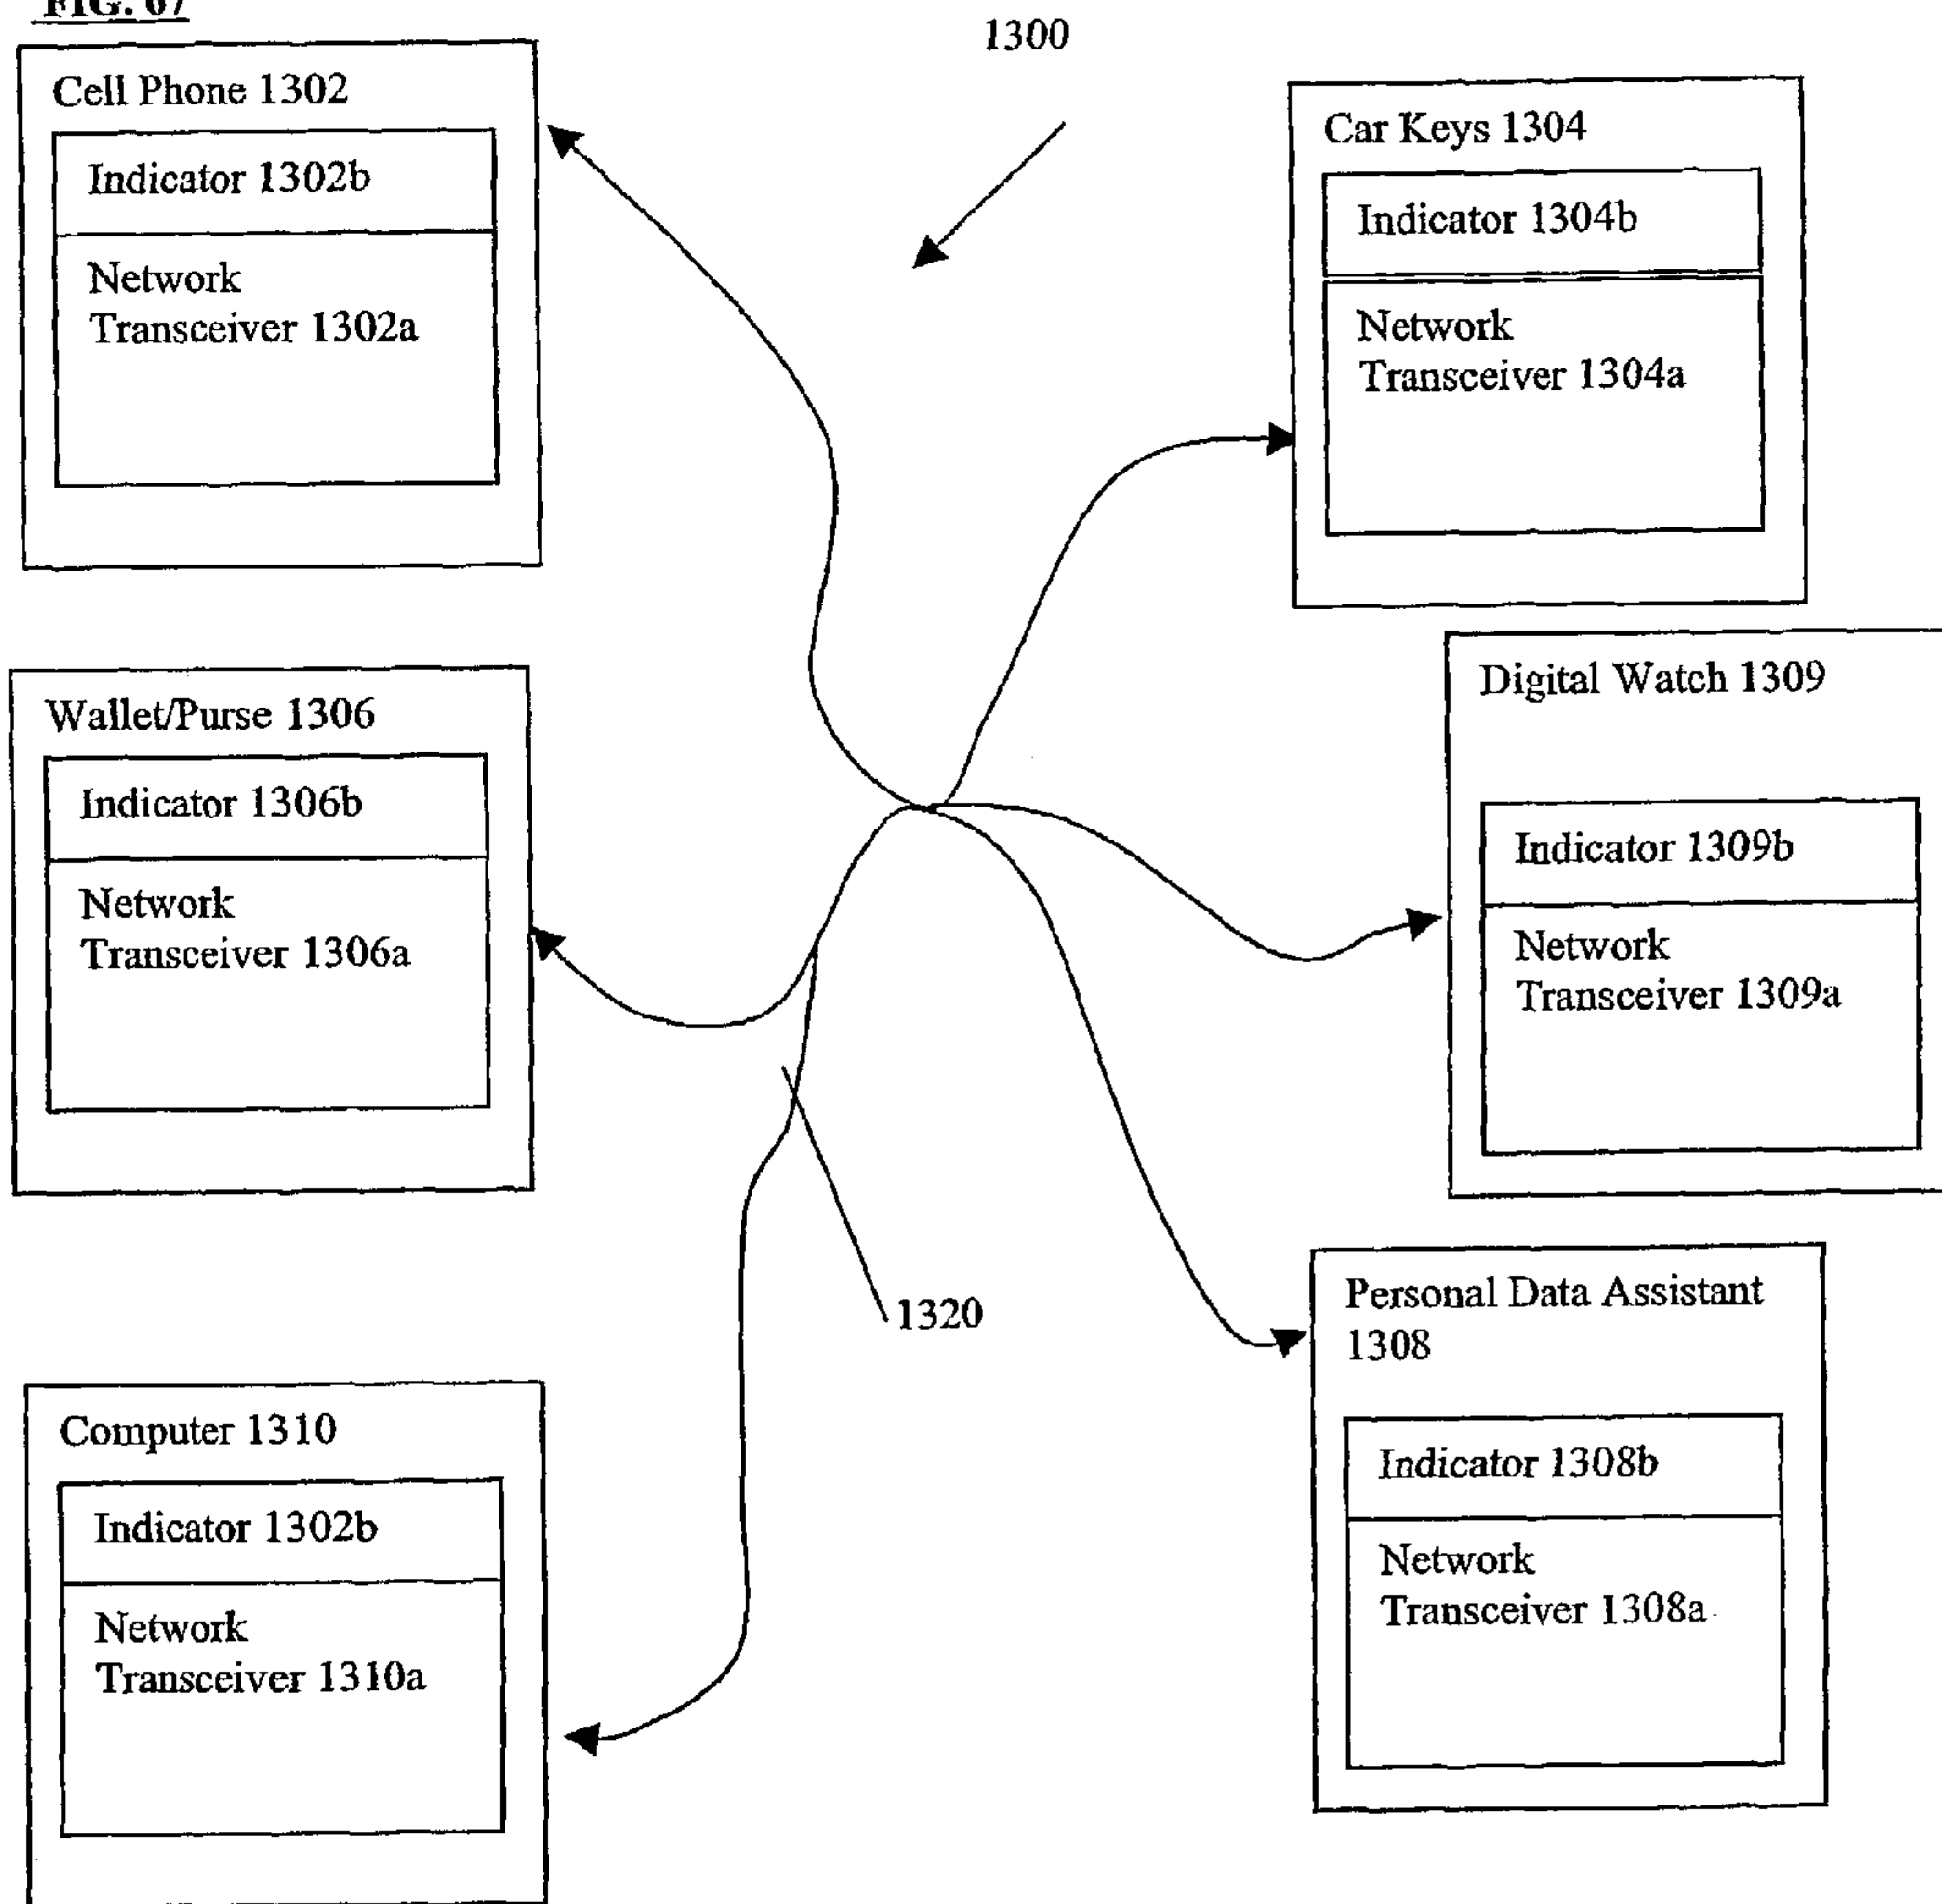 FIG. 67
1300
Cell Phone 1302
Indicator 1302b
Network
Transceiver 1302a
Car Keys 1304
Indicator 1304b
Network
Transceiver 1304a
Wallet/Purse 1306
Indicator 1306b
Network
Transceiver 1306a
Digital Watch 1309
Indicator 1309b
Network
Transceiver 1309a
1320
Personal Data Assistant
1308
Indicator 1308b
Network
Transceiver 1308a
Computer 1310
Indicator 1302b
Network
Transceiver 1310a